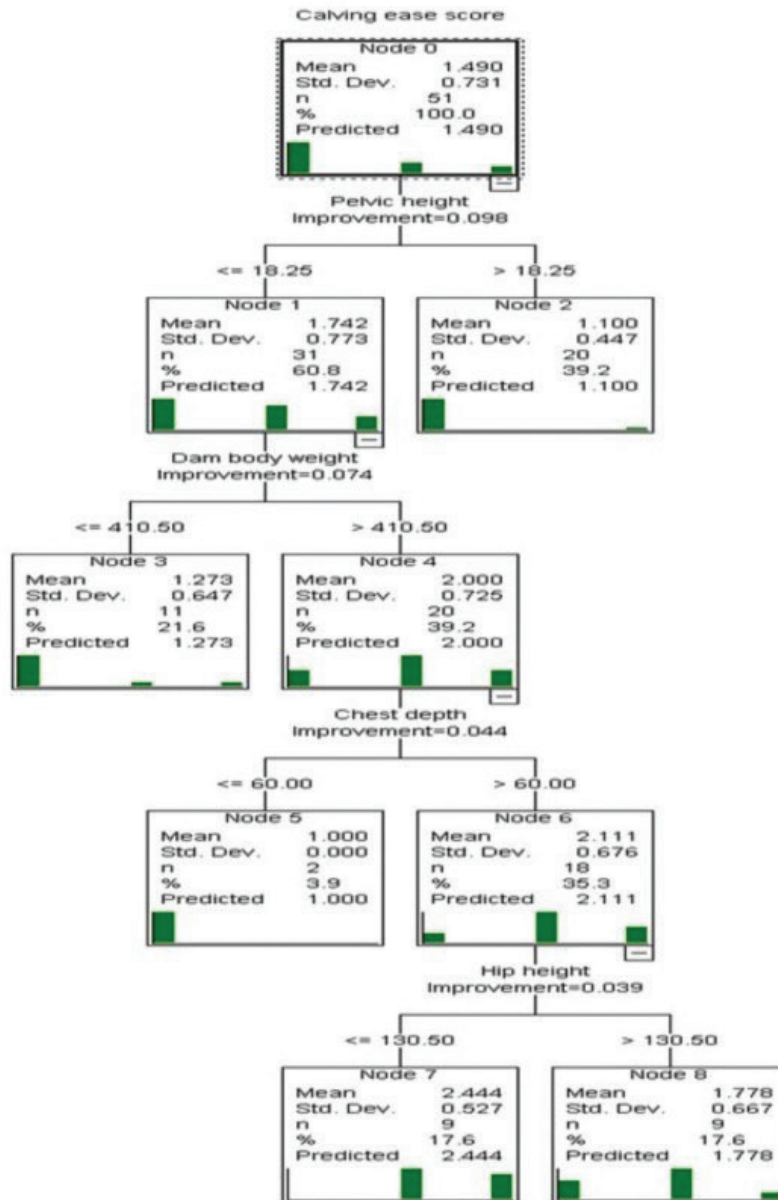 Calving ease score
Node 0
Mean 1.490
Std. Dev. 0.731
n 51
% 100.0
Predicted 1.490
Pelvic height
Improvement=0.098
<= 18.25 > 18.25
Node 1
Mean 1.742
Std. Dev. 0.773
n 31
% 60.8
Predicted 1.742
Node 2
Mean 1.100
Std. Dev. 0.447
n 20
% 39.2
Predicted 1.100
Dam body weight
Improvement=0.074
<= 410.50 > 410.50
Node 3
Mean 1.273
Std. Dev. 0.647
n 11
% 21.6
Predicted 1.273
Node 4
Mean 2.000
Std. Dev. 0.725
n 20
% 39.2
Predicted 2.000
Chest depth
Improvement=0.044
<= 60.00 > 60.00
Node 5
Mean 1.000
Std. Dev. 0.000
n 2
% 3.9
Predicted 1.000
Node 6
Mean 2.111
Std. Dev. 0.676
n 18
% 35.3
Predicted 2.111
Hip height
Improvement=0.039
<= 130.50 > 130.50
Node 7
Mean 2.444
Std. Dev. 0.527
n 9
% 17.6
Predicted 2.444
Node 8
Mean 1.778
Std. Dev. 0.667
n 9
% 17.6
Predicted 1.778